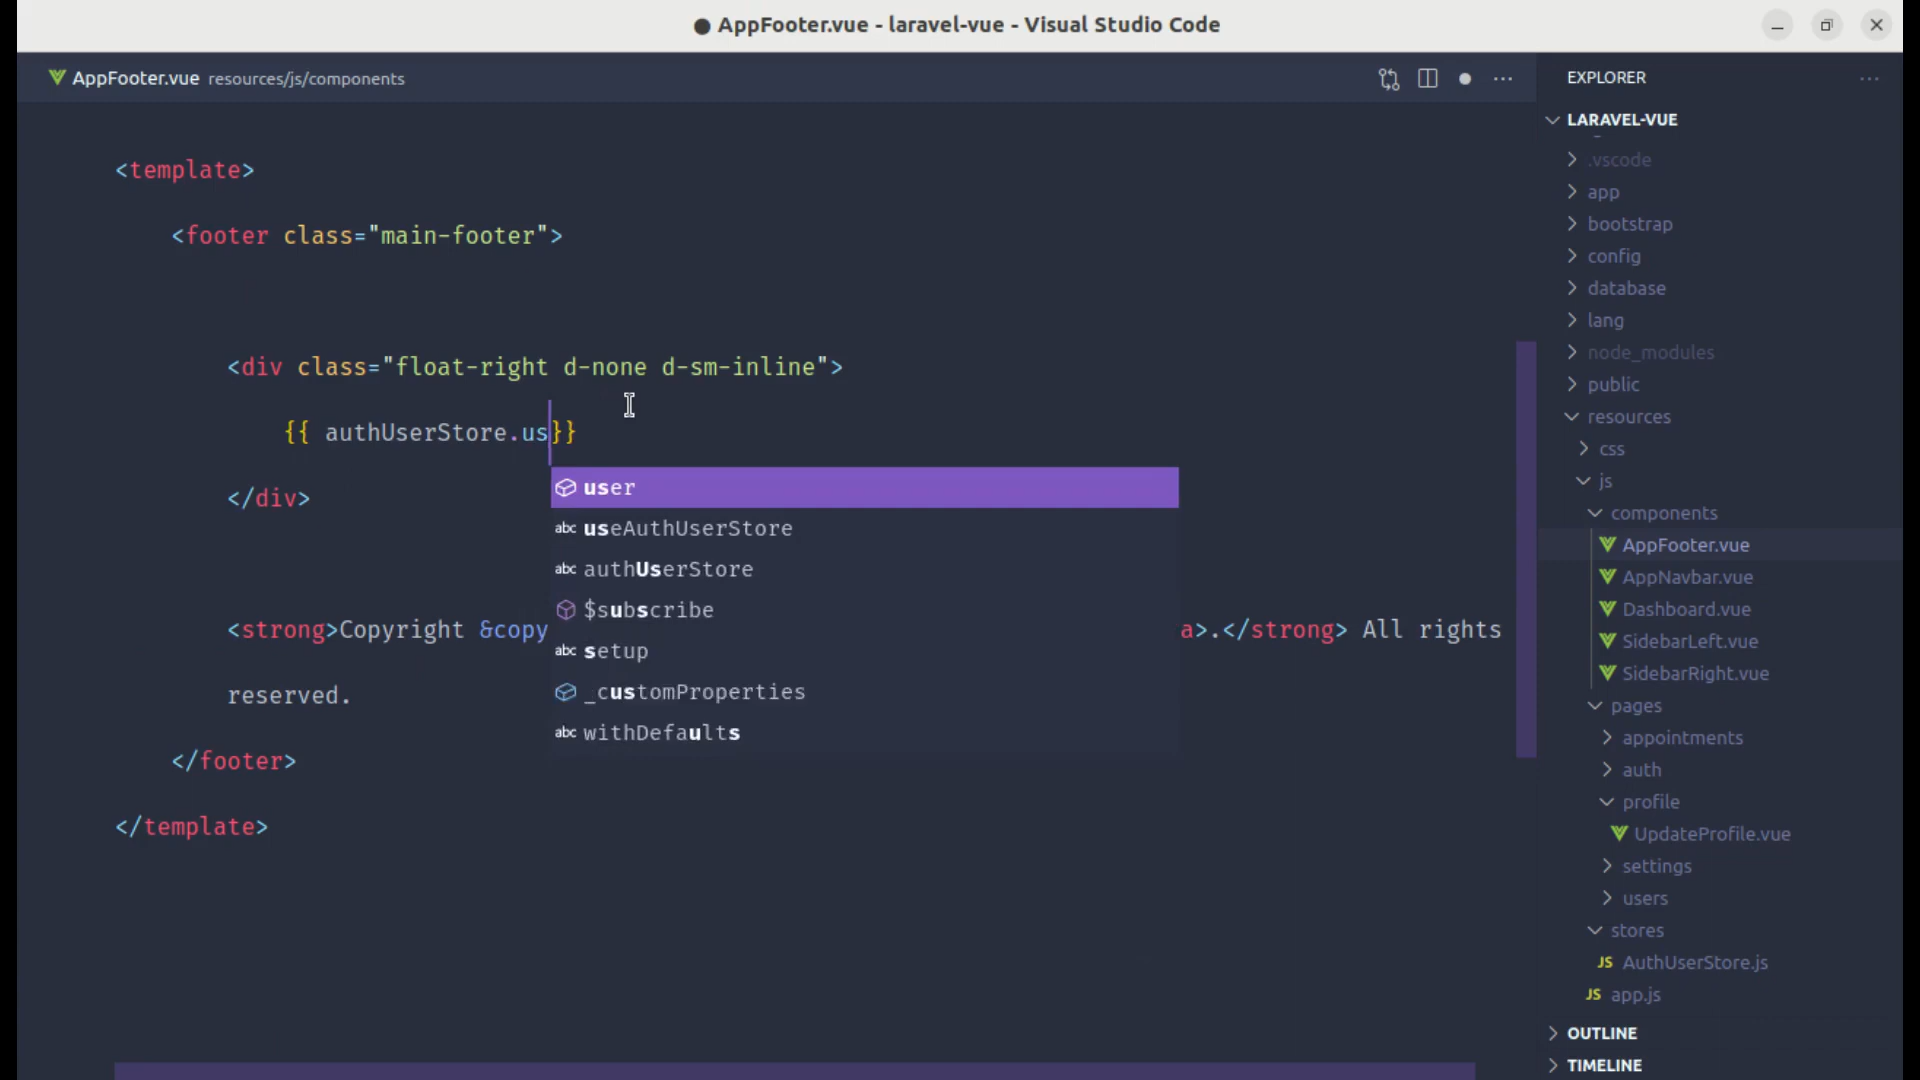 ● AppFooter.vue - laravel-vue - Visual Studio Code
AppFooter.vue resources/js/components
<template>
<footer class="main-footer">
<div class="float-right d-none d-sm-inline">
{{ authUserStore.us}}
</div>
user
useAuthUserStore
authUserStore
$subscribe
setup
_customProperties
withDefaults
<strong>Copyright &copy a>.</strong> All rights
reserved.
</footer>
</template>
EXPLORER
LARAVEL-VUE
.vscode
app
bootstrap
config
database
lang
node_modules
public
resources
css
js
components
AppFooter.vue
AppNavbar.vue
Dashboard.vue
SidebarLeft.vue
SidebarRight.vue
pages
appointments
auth
profile
UpdateProfile.vue
settings
users
stores
JS AuthUserStore.js
JS app.js
OUTLINE
TIMELINE